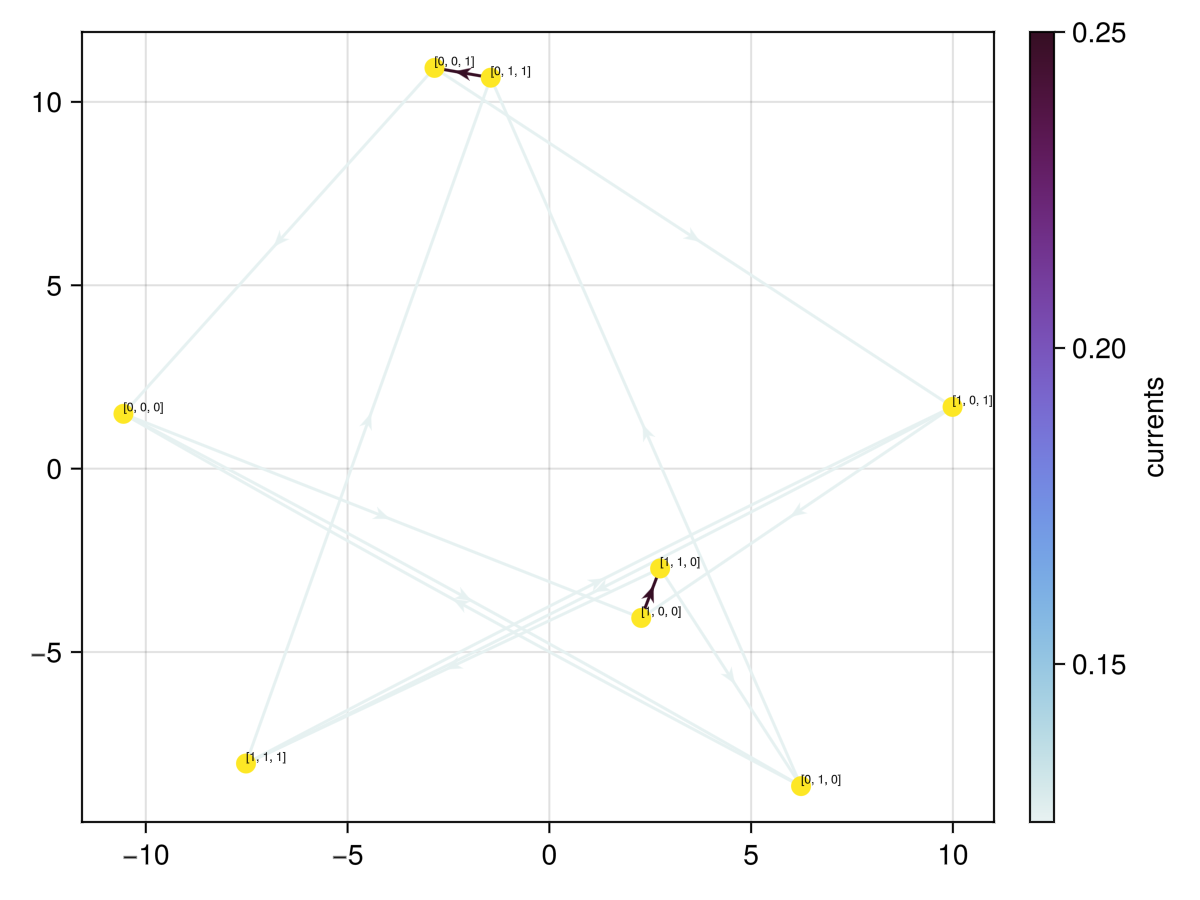 0.25
[0, 0, 1]
[0, 1, 1]
10
5
0.20
[0, 0, 0]
[1, 0, 1]
currents
0
[1, 1, 0]
[1, 0, 0]
−5
0.15
[1, 1, 1]
[0, 1, 0]
−10
−5
0
5
10